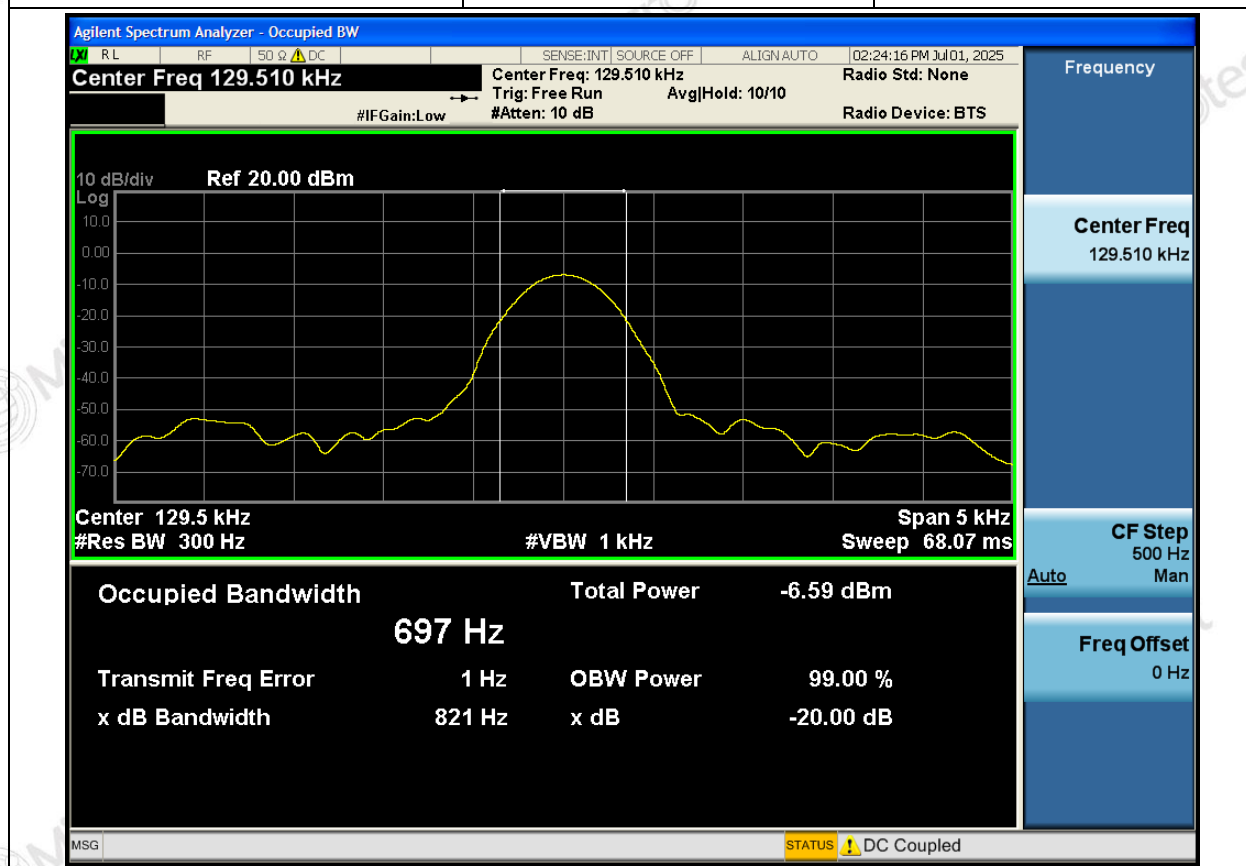 Agilent Spectrum Analyzer - Occupied BW
LXI RL RF 50 Ω DC SENSE:INT SOURCE OFF ALIGN AUTO 02:24:16 PM Jul 01, 2025
Center Freq 129.510 kHz
Center Freq: 129.510 kHz
Radio Std: None
Trig: Free Run Avg|Hold: 10/10
#IFGain:Low #Atten: 10 dB Radio Device: BTS
10 dB/div Ref 20.00 dBm
Log
10.0
0.00
-10.0
-20.0
-30.0
-40.0
-50.0
-60.0
-70.0
Center 129.5 kHz Span 5 kHz
#Res BW 300 Hz #VBW 1 kHz Sweep 68.07 ms
Occupied Bandwidth Total Power -6.59 dBm
697 Hz
Transmit Freq Error 1 Hz OBW Power 99.00 %
x dB Bandwidth 821 Hz x dB -20.00 dB
MSG STATUS DC Coupled
Frequency
Center Freq
129.510 kHz
CF Step
500 Hz
Auto Man
Freq Offset
0 Hz